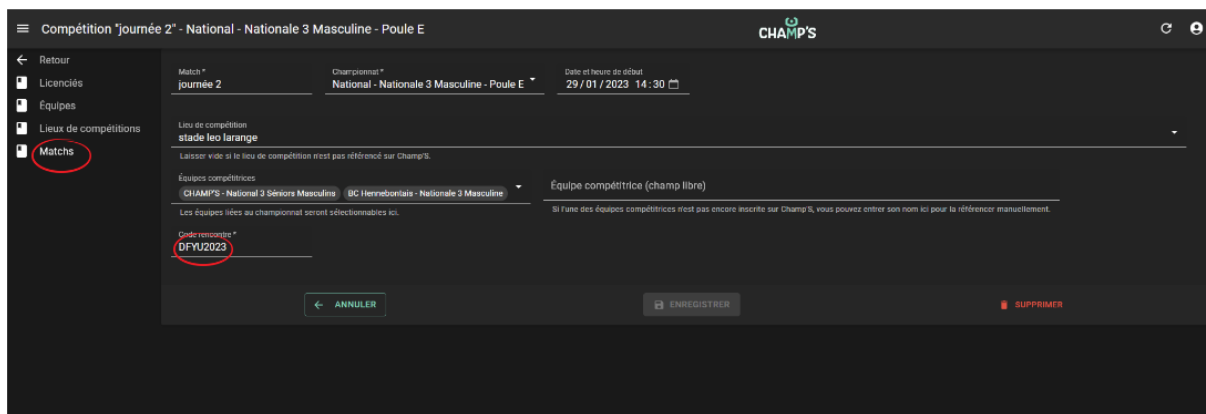 Compétition "journée 2" - National - Nationale 3 Masculine - Poule E
CHAMP'S
Retour
Licenciés
Équipes
Lieux de compétitions
Matchs
Match *
journée 2
Championnat *
National - Nationale 3 Masculine - Poule E
Date et heure de début
29/01/2023 14:30
Lieu de compétition
stade leo larange
Laisser vide si le lieu de compétition n'est pas référencé sur Champ'S.
Équipes compétitrices
CHAMP'S - National 3 Séniors Masculins
BC Hennebontais - Nationale 3 Masculine
Les équipes liées au championnat seront sélectionnables ici.
Équipe compétitrice (champ libre)
Si l'une des équipes compétitrices n'est pas encore inscrite sur Champ'S, vous pouvez entrer son nom ici pour la référencer manuellement.
Code rencontre *
DFYU2023
ANNULER
ENREGISTRER
SUPPRIMER